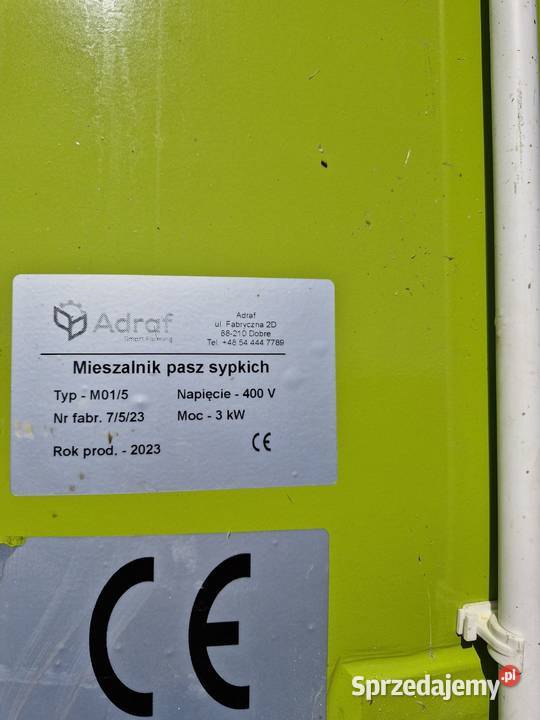 Adraf
Smart Farming
Adraf
ul. Fabryczna 2D
88-210 Dobre
Tel. +48 54 444 7789
Mieszalnik pasz sypkich
Typ - M01/5
Napięcie - 400 V
Nr fabr. 7/5/23
Moc - 3 kW
Rok prod. - 2023
CE
CE
Sprzedajemy.pl